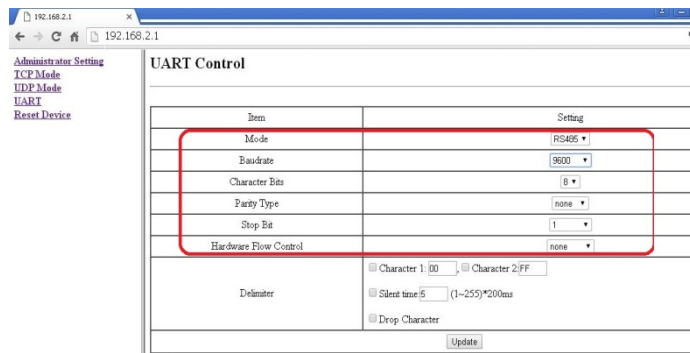 192.168.2.1
192.168.2.1
Administrator Setting
TCP Mode
UDP Mode
UART
Reset Device
UART Control
Item Setting
Mode RS485
Baudrate 9600
Character Bits 8
Parity Type none
Stop Bit 1
Hardware Flow Control none
Character 1: 00 , Character 2: FF
Delimiter Silent time: 5 (1~255)*200ms
Drop Character
Update